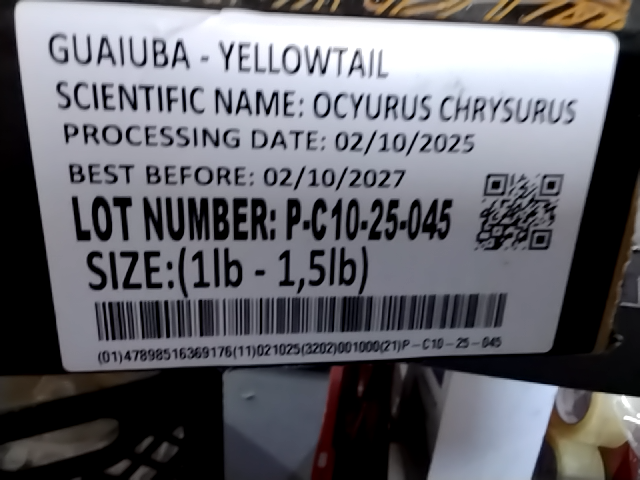 GUAIUBA - YELLOWTAIL
SCIENTIFIC NAME: OCYURUS CHRYSURUS
PROCESSING DATE: 02/10/2025
BEST BEFORE: 02/10/2027
LOT NUMBER: P-C10-25-045
SIZE:(1lb - 1,5lb)
(01)47898516369176(11)021025(3202)001000(21)P-C10-25-045